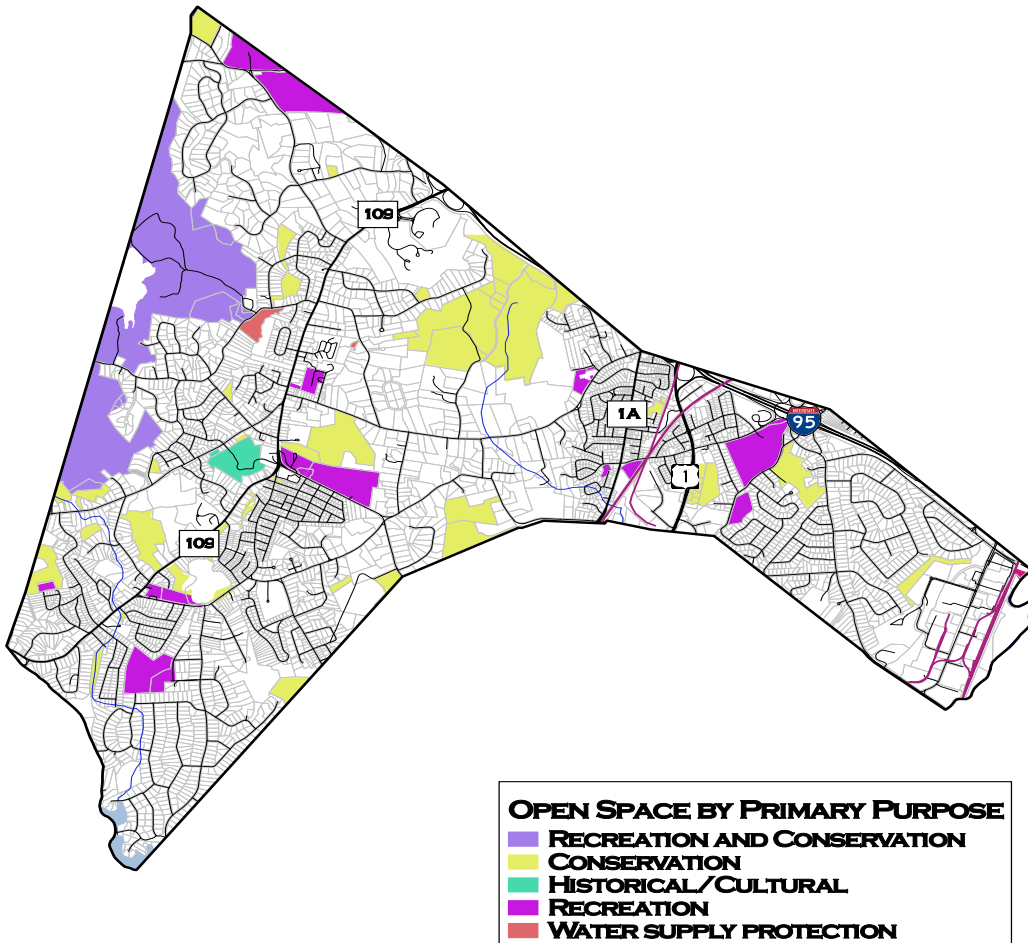 109
1A
INTERSTATE
95
1
109
OPEN SPACE BY PRIMARY PURPOSE
RECREATION AND CONSERVATION
CONSERVATION
HISTORICAL/CULTURAL
RECREATION
WATER SUPPLY PROTECTION